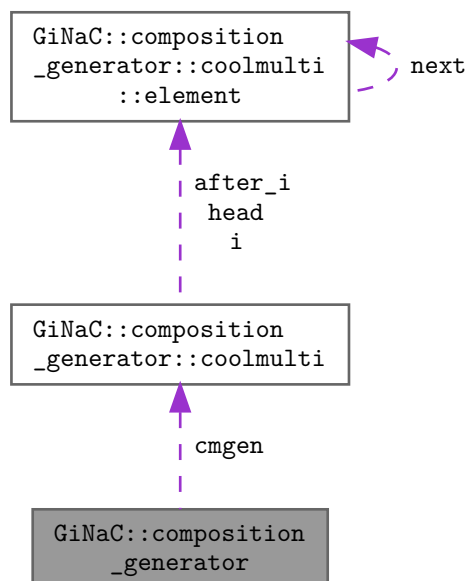 GiNaC::composition
_generator::coolmulti
::element
next
after_i
head
i
GiNaC::composition
_generator::coolmulti
cmgen
GiNaC::composition
_generator